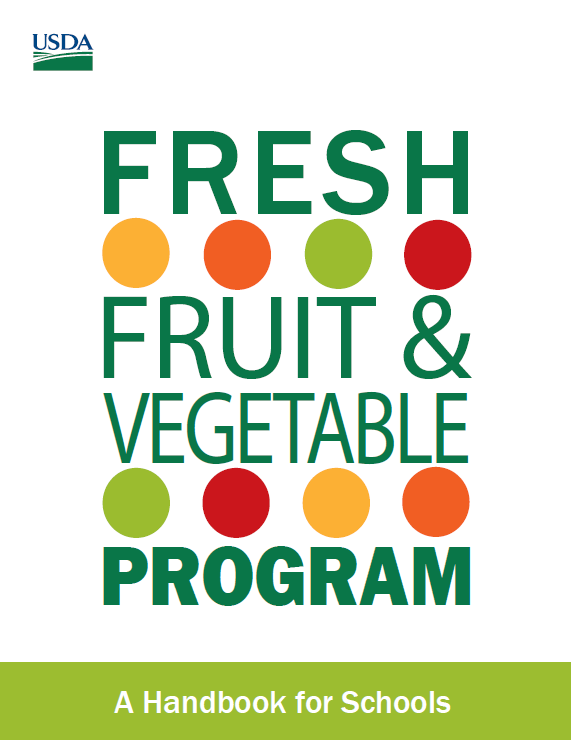 USDA
FRESH
FRUIT &
VEGETABLE
PROGRAM
A Handbook for Schools